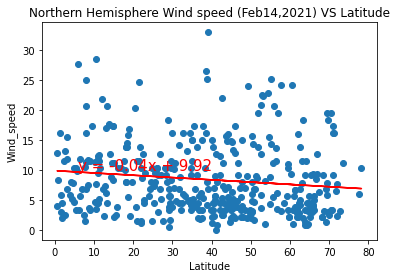 Northern Hemisphere Wind speed (Feb14,2021) VS Latitude
Wind_speed
35
30
25
20
15
10
5
0
y = -0.04x + 9.92
0 10 20 30 40 50 60 70 80
Latitude